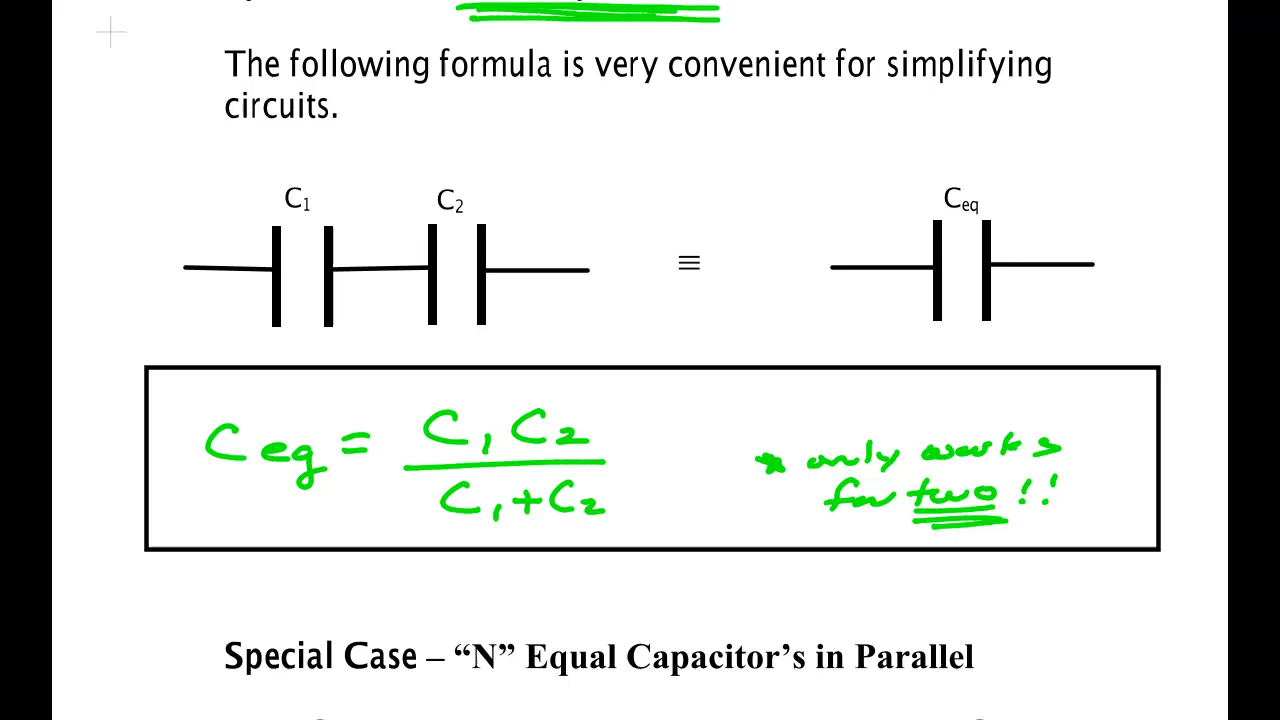 The following formula is very convenient for simplifying
circuits.
C₁ C₂ Ceq
≡
Ceq = C₁C₂ / C₁+C₂
* only works
for two !!
Special Case – “N” Equal Capacitor’s in Parallel